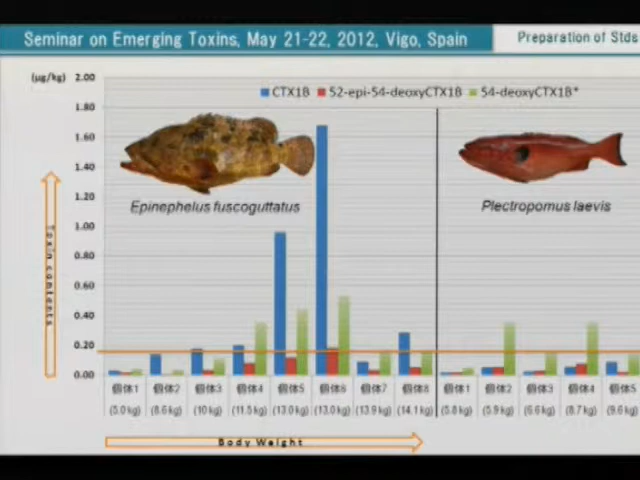 Seminar on Emerging Toxins, May 21-22, 2012, Vigo, Spain
Preparation of Stds
(μg/kg)
2.00
1.80
1.60
1.40
1.20
1.00
0.80
0.60
0.40
0.20
0.00
CTX1B 52-epi-54-deoxyCTX1B 54-deoxyCTX1B*
Epinephelus fuscoguttatus
Plectropomus laevis
Toxin contents
個体1 個体2 個体3 個体4 個体5 個体6 個体7 個体8 個体1 個体2 個体3 個体4 個体5
(5.0 kg) (8.6 kg) (10 kg) (11.5 kg) (13.0 kg) (13.0 kg) (13.9 kg) (14.1 kg) (5.8 kg) (5.9 kg) (6.6 kg) (8.7 kg) (9.6 kg)
Body Weight